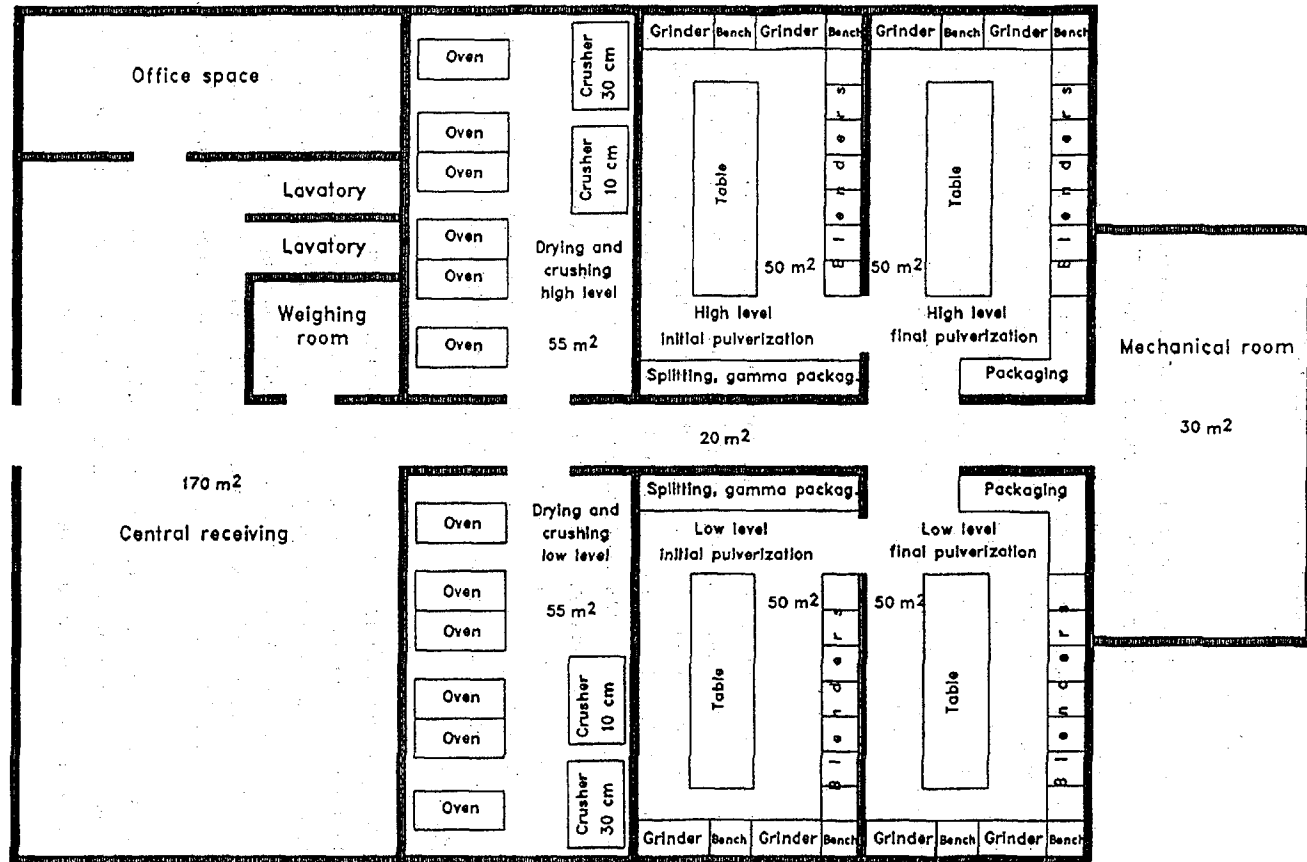 Office space
Lavatory
Lavatory
Weighing
room
170 m²
Central receiving
Oven
Oven
Oven
Oven
Oven
Oven
Crusher
30 cm
Crusher
10 cm
Drying and
crushing
high level
55 m²
Grinder Bench Grinder Bench
Table
Blenders
50 m²
High level
initial pulverization
Splitting, gamma packag.
Grinder Bench Grinder Bench
Table
Blenders
50 m²
High level
final pulverization
Packaging
20 m²
Mechanical room
30 m²
Oven
Oven
Oven
Oven
Oven
Oven
Drying and
crushing
low level
55 m²
Crusher
10 cm
Crusher
30 cm
Splitting, gamma packag.
Low level
initial pulverization
50 m²
Table
Blenders
Grinder Bench Grinder Bench
Packaging
Low level
final pulverization
50 m²
Table
Blenders
Grinder Bench Grinder Bench